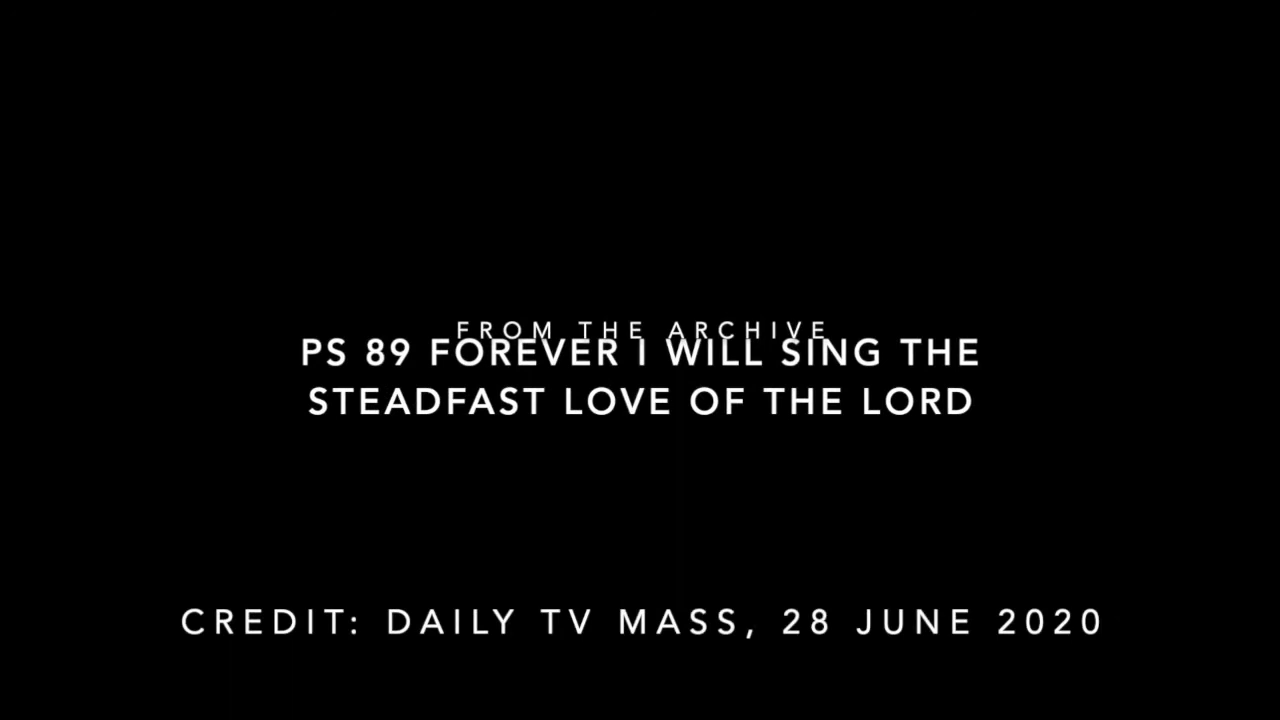 FROM THE ARCHIVE
PS 89 FOREVER I WILL SING THE
STEADFAST LOVE OF THE LORD
CREDIT: DAILY TV MASS, 28 JUNE 2020